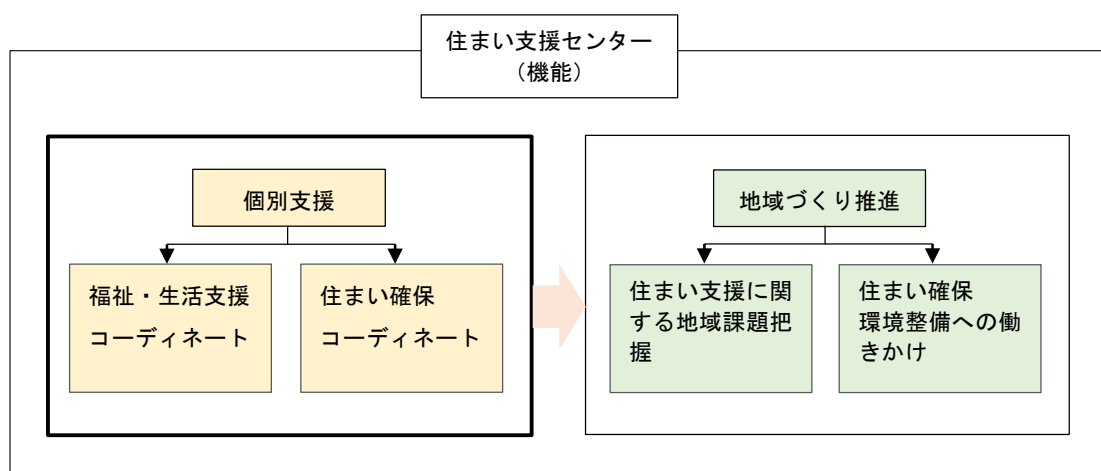 住まい支援センター
（機能）
個別支援
福祉・生活支援
コーディネート
住まい確保
コーディネート
地域づくり推進
住まい支援に関
する地域課題把
握
住まい確保
環境整備への働
きかけ